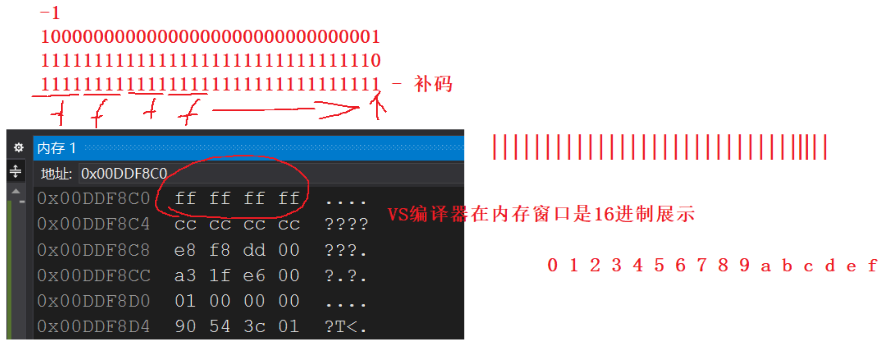 -1
10000000000000000000000000000001
11111111111111111111111111111110
11111111111111111111111111111111 - 补码
f f f f
内存 1
地址: 0x00DDF8C0
0x00DDF8C0 ff ff ff ff ....
0x00DDF8C4 cc cc cc cc ????
0x00DDF8C8 e8 f8 dd 00 ???.
0x00DDF8CC a3 1f e6 00 ?.?.
0x00DDF8D0 01 00 00 00 ....
0x00DDF8D4 90 54 3c 01 ?T<.
VS编译器在内存窗口是16进制展示
0 1 2 3 4 5 6 7 8 9 a b c d e f